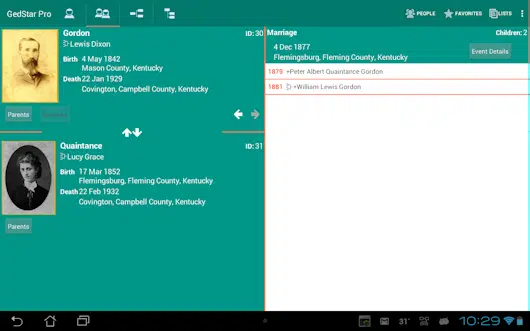 GedStar Pro
PEOPLE
FAVORITES
LISTS
Gordon
ID: 30
Lewis Dixon
Birth 4 May 1842
Mason County, Kentucky
Death 22 Jan 1929
Covington, Campbell County, Kentucky
Parents
Quaintance
ID: 31
Lucy Grace
Birth 17 Mar 1852
Flemingsburg, Fleming County, Kentucky
Death 22 Feb 1932
Covington, Campbell County, Kentucky
Parents
Marriage
Children: 2
4 Dec 1877
Flemingsburg, Fleming County, Kentucky
Event Details
1879 +Peter Albert Quaintance Gordon
1881 +William Lewis Gordon
31°
10:29